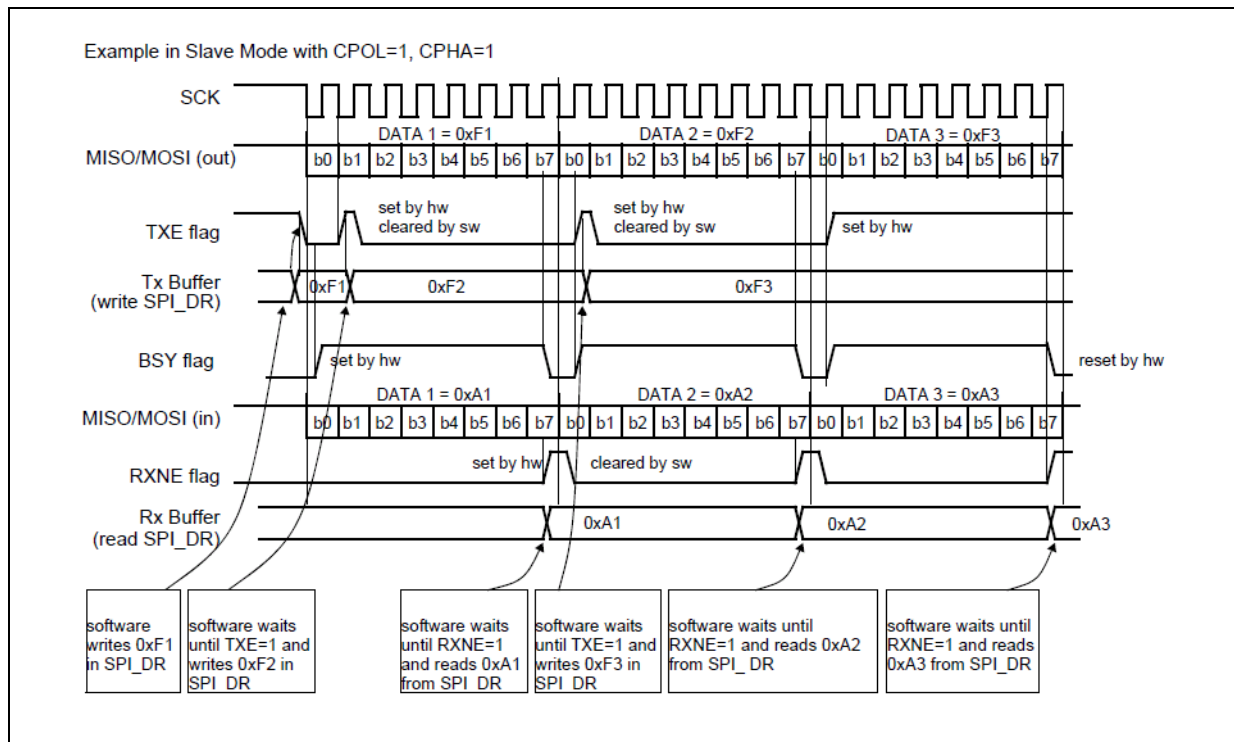 Example in Slave Mode with CPOL=1, CPHA=1
SCK
DATA 1 = 0xF1
DATA 2 = 0xF2
DATA 3 = 0xF3
MISO/MOSI (out)
b0 b1 b2 b3 b4 b5 b6 b7 b0 b1 b2 b3 b4 b5 b6 b7 b0 b1 b2 b3 b4 b5 b6 b7
TXE flag
set by hw
cleared by sw
set by hw
cleared by sw
set by hw
Tx Buffer
(write SPI_DR)
0xF1
0xF2
0xF3
BSY flag
set by hw
reset by hw
DATA 1 = 0xA1
DATA 2 = 0xA2
DATA 3 = 0xA3
MISO/MOSI (in)
b0 b1 b2 b3 b4 b5 b6 b7 b0 b1 b2 b3 b4 b5 b6 b7 b0 b1 b2 b3 b4 b5 b6 b7
RXNE flag
set by hw
cleared by sw
Rx Buffer
(read SPI_DR)
0xA1
0xA2
0xA3
software
writes 0xF1
in SPI_DR
software waits
until TXE=1 and
writes 0xF2 in
SPI_DR
software waits
until RXNE=1
and reads 0xA1
from SPI_DR
software waits
until TXE=1 and
writes 0xF3 in
SPI_DR
software waits until
RXNE=1 and reads 0xA2
from SPI_ DR
software waits until
RXNE=1 and reads
0xA3 from SPI_DR